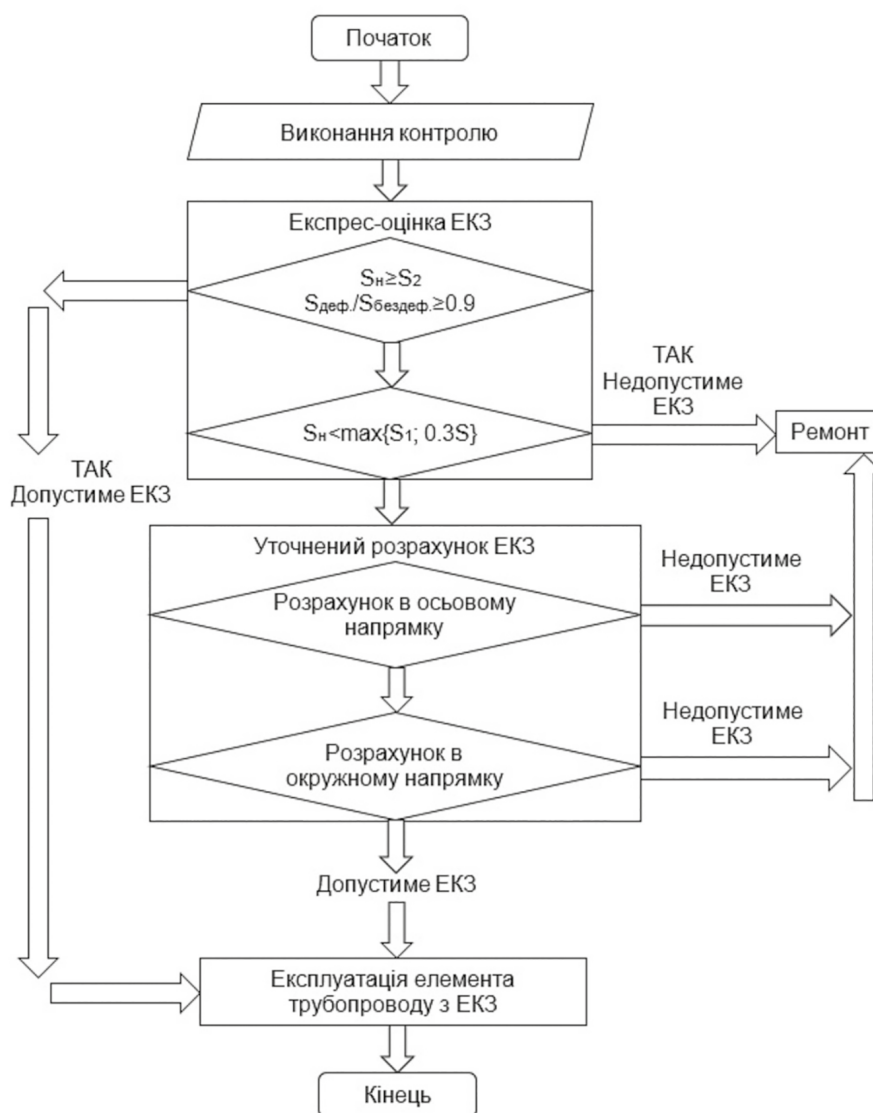 Початок
Виконання контролю
Експрес-оцінка ЕКЗ
Sн≥S2
Sдеф./Sбездеф.≥0.9
ТАК
Недопустиме
ЕКЗ
Sн<max{S1; 0.3S}
Ремонт
ТАК
Допустиме ЕКЗ
Уточнений розрахунок ЕКЗ
Розрахунок в осьовому
напрямку
Недопустиме
ЕКЗ
Розрахунок в
окружному напрямку
Недопустиме
ЕКЗ
Допустиме ЕКЗ
Експлуатація елемента
трубопроводу з ЕКЗ
Кінець